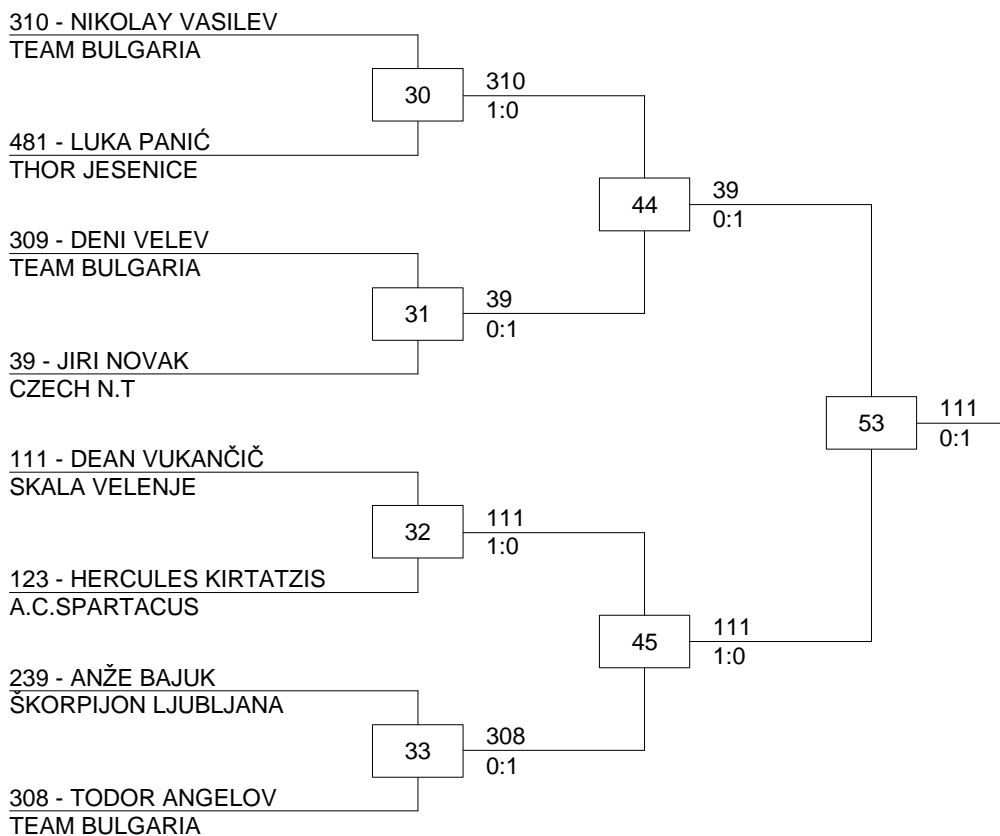 310 - NIKOLAY VASILEV
TEAM BULGARIA
30
310
1:0
481 - LUKA PANIĆ
THOR JESENICE
44
39
0:1
309 - DENI VELEV
TEAM BULGARIA
31
39
0:1
39 - JIRI NOVAK
CZECH N.T
53
111
0:1
111 - DEAN VUKANČIČ
SKALA VELENJE
32
111
1:0
123 - HERCULES KIRTATZIS
A.C.SPARTACUS
45
111
1:0
239 - ANŽE BAJUK
ŠKORPIJON LJUBLJANA
33
308
0:1
308 - TODOR ANGELOV
TEAM BULGARIA